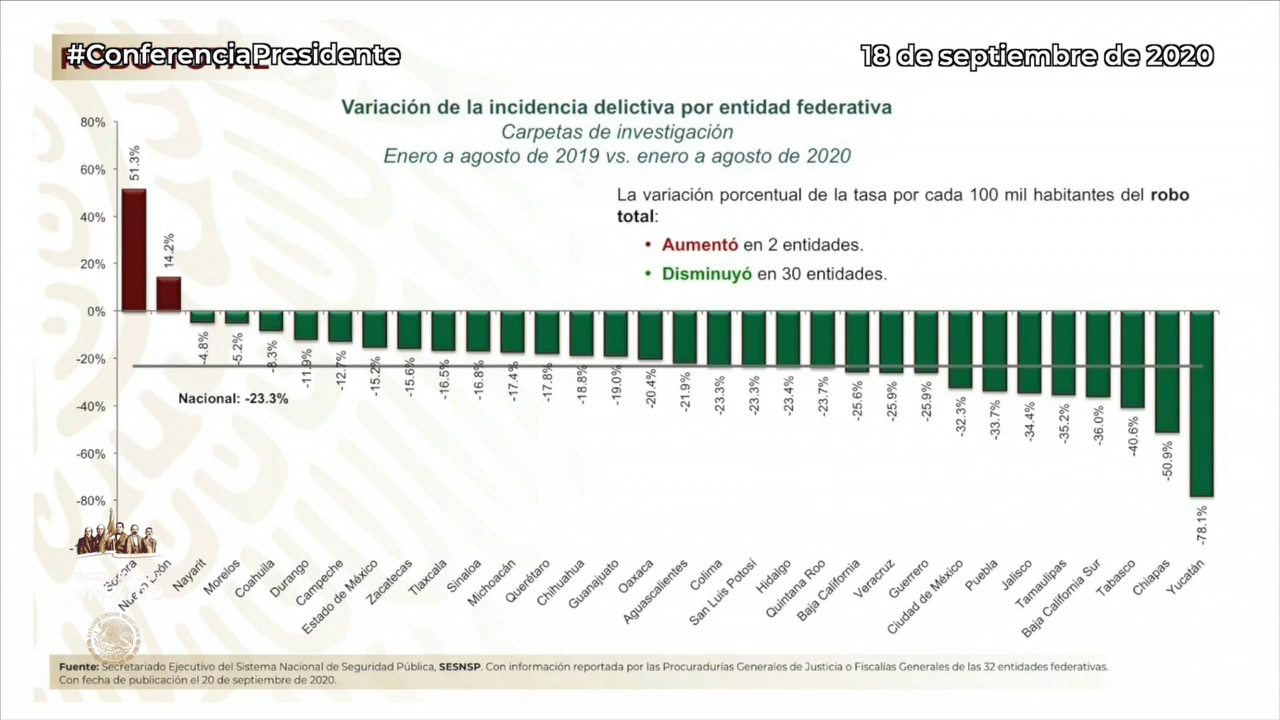 #ConferenciaPresidente
18 de septiembre de 2020
ROBO TOTAL
Variación de la incidencia delictiva por entidad federativa
Carpetas de investigación
Enero a agosto de 2019 vs. enero a agosto de 2020
La variación porcentual de la tasa por cada 100 mil habitantes del robo
total:
• Aumentó en 2 entidades.
• Disminuyó en 30 entidades.
80%
60%
40%
20%
0%
-20%
-40%
-60%
-80%
51.3%
14.2%
-4.8%
-5.2%
-8.3%
-11.9%
-12.7%
-15.2%
-15.6%
-16.5%
-16.8%
-17.4%
-17.8%
-18.8%
-19.0%
-20.4%
-21.9%
-23.3%
-23.3%
-23.4%
-23.7%
-25.6%
-25.9%
-25.9%
-32.3%
-33.7%
-34.4%
-35.2%
-36.0%
-40.6%
-50.9%
-78.1%
Nacional: -23.3%
Nayarit
Morelos
Coahuila
Durango
Campeche
Estado de México
Zacatecas
Tlaxcala
Sinaloa
Michoacán
Querétaro
Chihuahua
Guanajuato
Oaxaca
Aguascalientes
Colima
San Luis Potosí
Hidalgo
Quintana Roo
Baja California
Veracruz
Guerrero
Ciudad de México
Puebla
Jalisco
Tamaulipas
Baja California Sur
Tabasco
Chiapas
Yucatán
Fuente: Secretariado Ejecutivo del Sistema Nacional de Seguridad Pública, SESNSP. Con información reportada por las Procuradurías Generales de Justicia o Fiscalías Generales de las 32 entidades federativas.
Con fecha de publicación el 20 de septiembre de 2020.